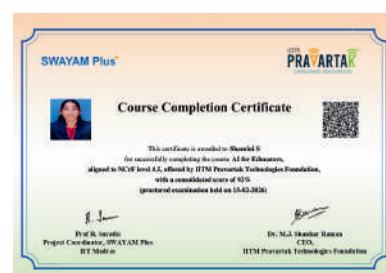 SWAYAM Plus
IITM
PRAVARTAK
Course Completion Certificate
This certificate is awarded to Shamini S
for successfully completing the course AI for Educators,
aligned to NCrF level 4.5, offered by IITM Pravartak Technologies Foundation,
with a consolidated score of 92%
(proctored examination held on 15-02-2026)
Prof R. Sarathi
Project Coordinator, SWAYAM Plus
IIT Madras
Dr. M.J. Shankar Raman
CEO,
IITM Pravartak Technologies Foundation